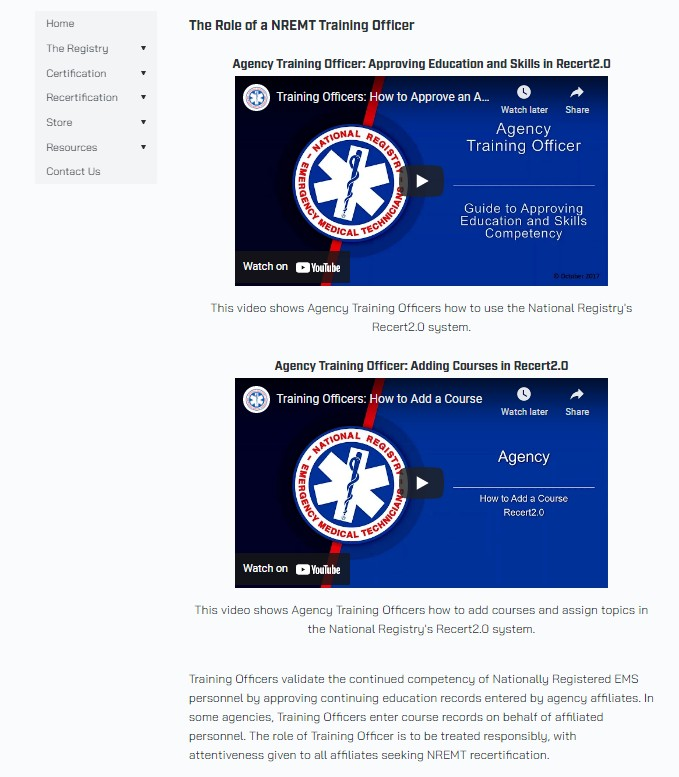 Home
The Registry
Certification
Recertification
Store
Resources
Contact Us
The Role of a NREMT Training Officer
Agency Training Officer: Approving Education and Skills in Recert2.0
Training Officers: How to Approve an A...
Watch later
Share
NATIONAL REGISTRY
EMERGENCY MEDICAL TECHNICIANS
Agency
Training Officer
Guide to Approving
Education and Skills
Competency
Watch on YouTube
© October 2017
This video shows Agency Training Officers how to use the National Registry's
Recert2.0 system.
Agency Training Officer: Adding Courses in Recert2.0
Training Officers: How to Add a Course
Watch later
Share
NATIONAL REGISTRY
EMERGENCY MEDICAL TECHNICIANS
Agency
How to Add a Course
Recert2.0
Watch on YouTube
This video shows Agency Training Officers how to add courses and assign topics in
the National Registry's Recert2.0 system.
Training Officers validate the continued competency of Nationally Registered EMS
personnel by approving continuing education records entered by agency affiliates. In
some agencies, Training Officers enter course records on behalf of affiliated
personnel. The role of Training Officer is to be treated responsibly, with
attentiveness given to all affiliates seeking NREMT recertification.